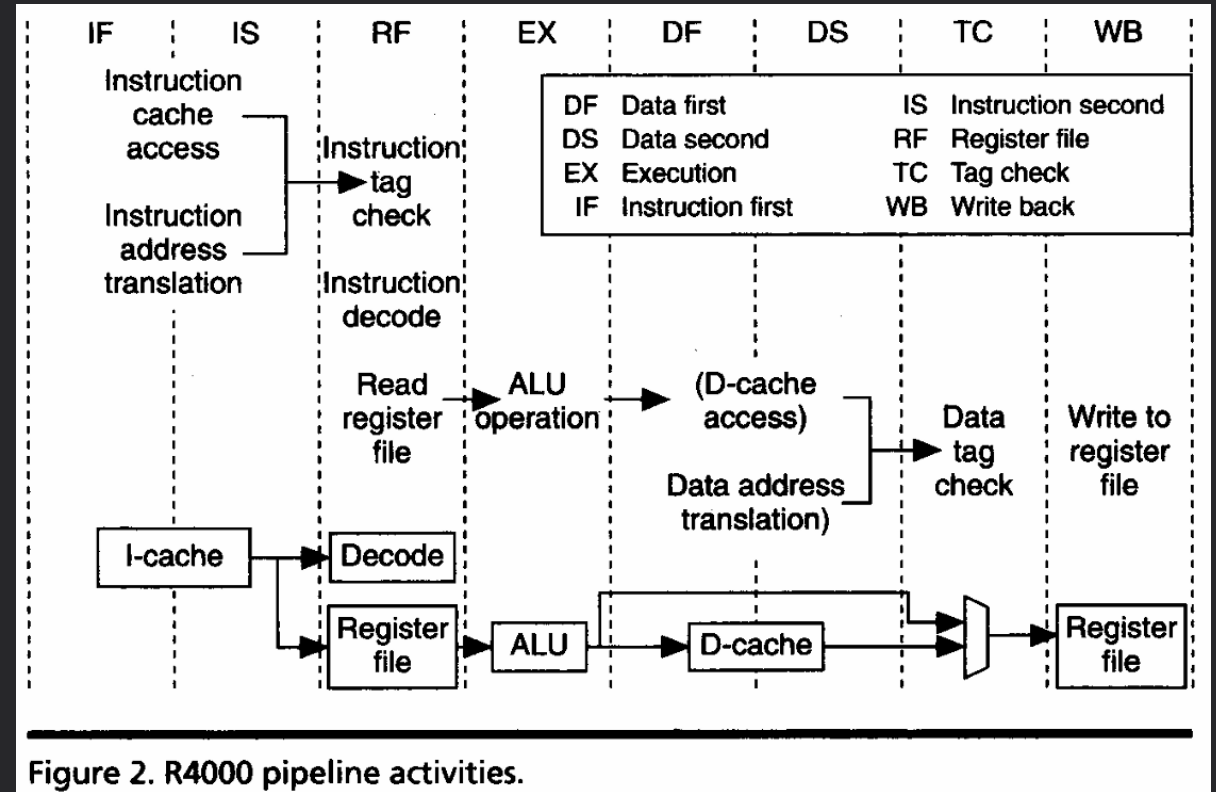 IF IS RF EX DF DS TC WB
Instruction
cache
access
Instruction
address
translation
Instruction
tag
check
Instruction
decode
DF Data first
DS Data second
EX Execution
IF Instruction first
IS Instruction second
RF Register file
TC Tag check
WB Write back
Read
register
file
ALU
operation
(D-cache
access)
Data address
translation)
Data
tag
check
Write to
register
file
I-cache
Decode
Register
file
ALU
D-cache
Register
file
Figure 2. R4000 pipeline activities.